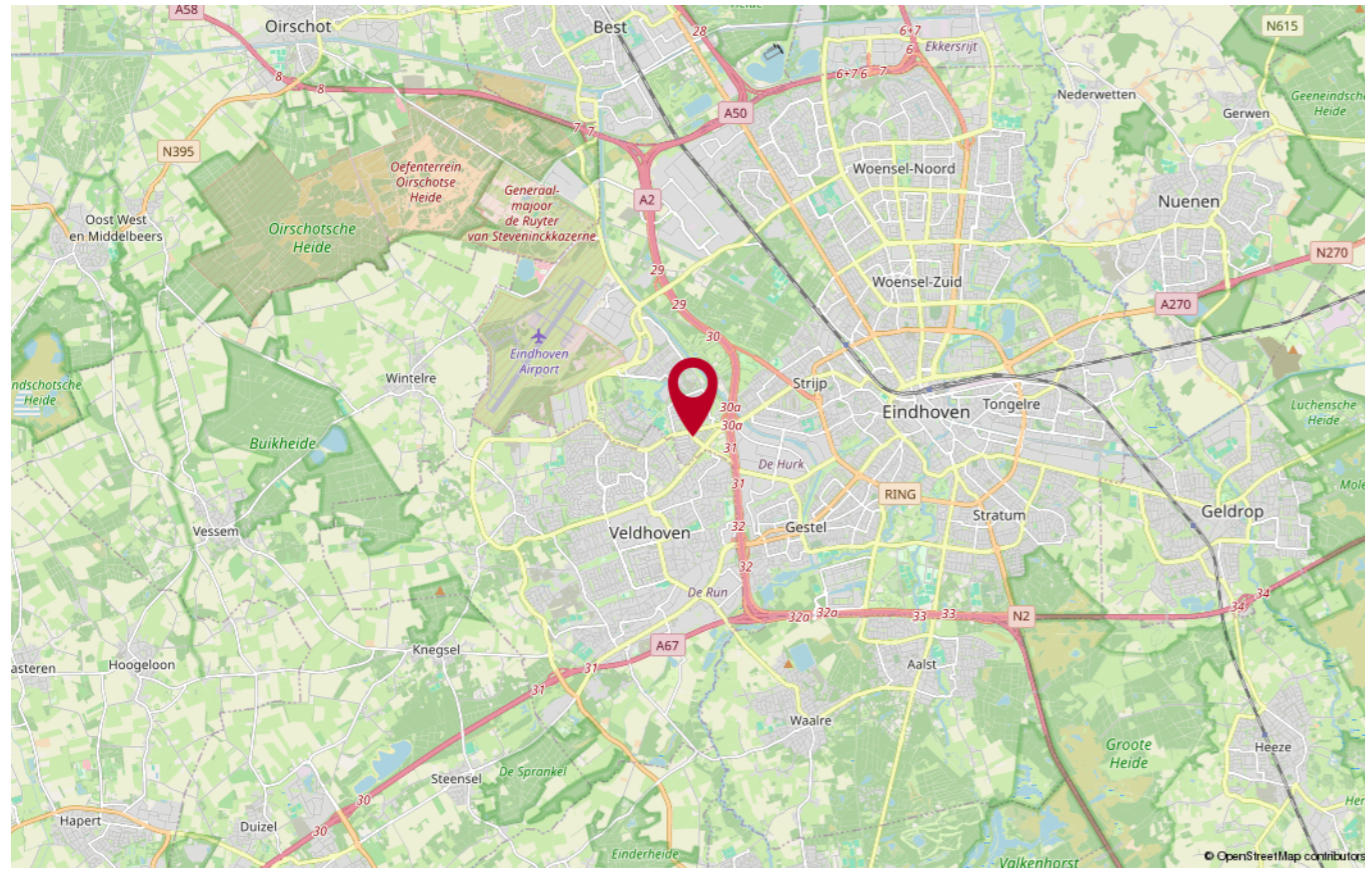 A58
Oirschot
Best
28
6+7
6
Ekkersrijt
N615
8
8
6+7 6
7
Nederwetten
Geeneindsch
Heide
A50
Gerwen
7 7
N395
Oefenterrein
Oirschotse
Heide
Woensel-Noord
Generaal-
majoor
de Ruyter
van Steveninckkazerne
A2
Nuenen
Oost West
en Middelbeers
Oirschotsche
Heide
N270
29
29
Woensel-Zuid
A270
30
Eindhoven
Airport
ndschotsche
Heide
Wintelre
Strijp
30a
30a
Eindhoven
Tongelre
Luchensche
Heide
Buikheide
31
De Hurk
31
Mole
RING
Vessem
Veldhoven
32
Gestel
Stratum
Geldrop
32
De Run
34
34
32a
32a
33
33
N2
A67
Knegsel
asteren
Hoogeloon
31
31
Aalst
Waalre
Groote
Heide
Heeze
Steensel
De Sprankel
30
30
Hapert
Duizel
Her
Einderheide
Valkenhorst
© OpenStreetMap contributors